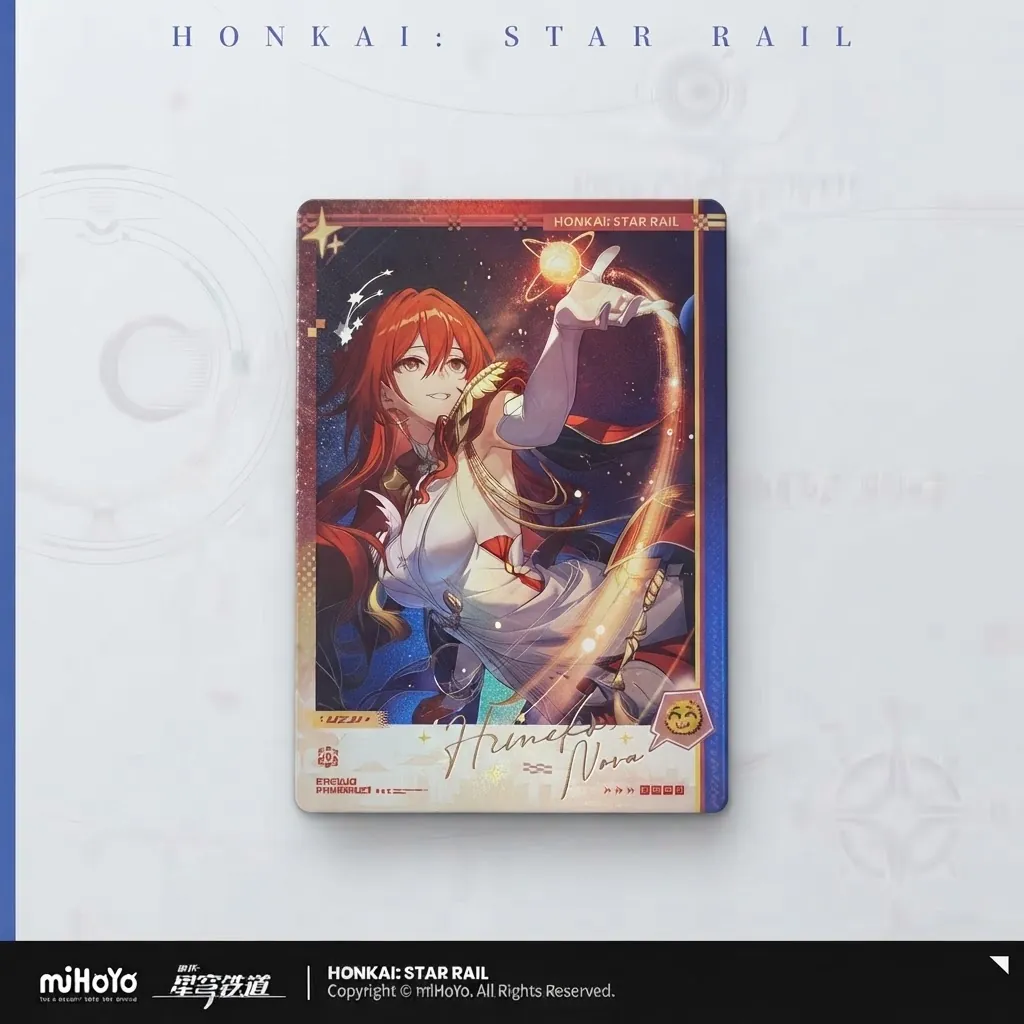 HONKAI: STAR RAIL
HONKAI: STAR RAIL
Himeko,
Nova
miHoYo
星穹铁道
HONKAI: STAR RAIL
Copyright © miHoYo. All Rights Reserved.